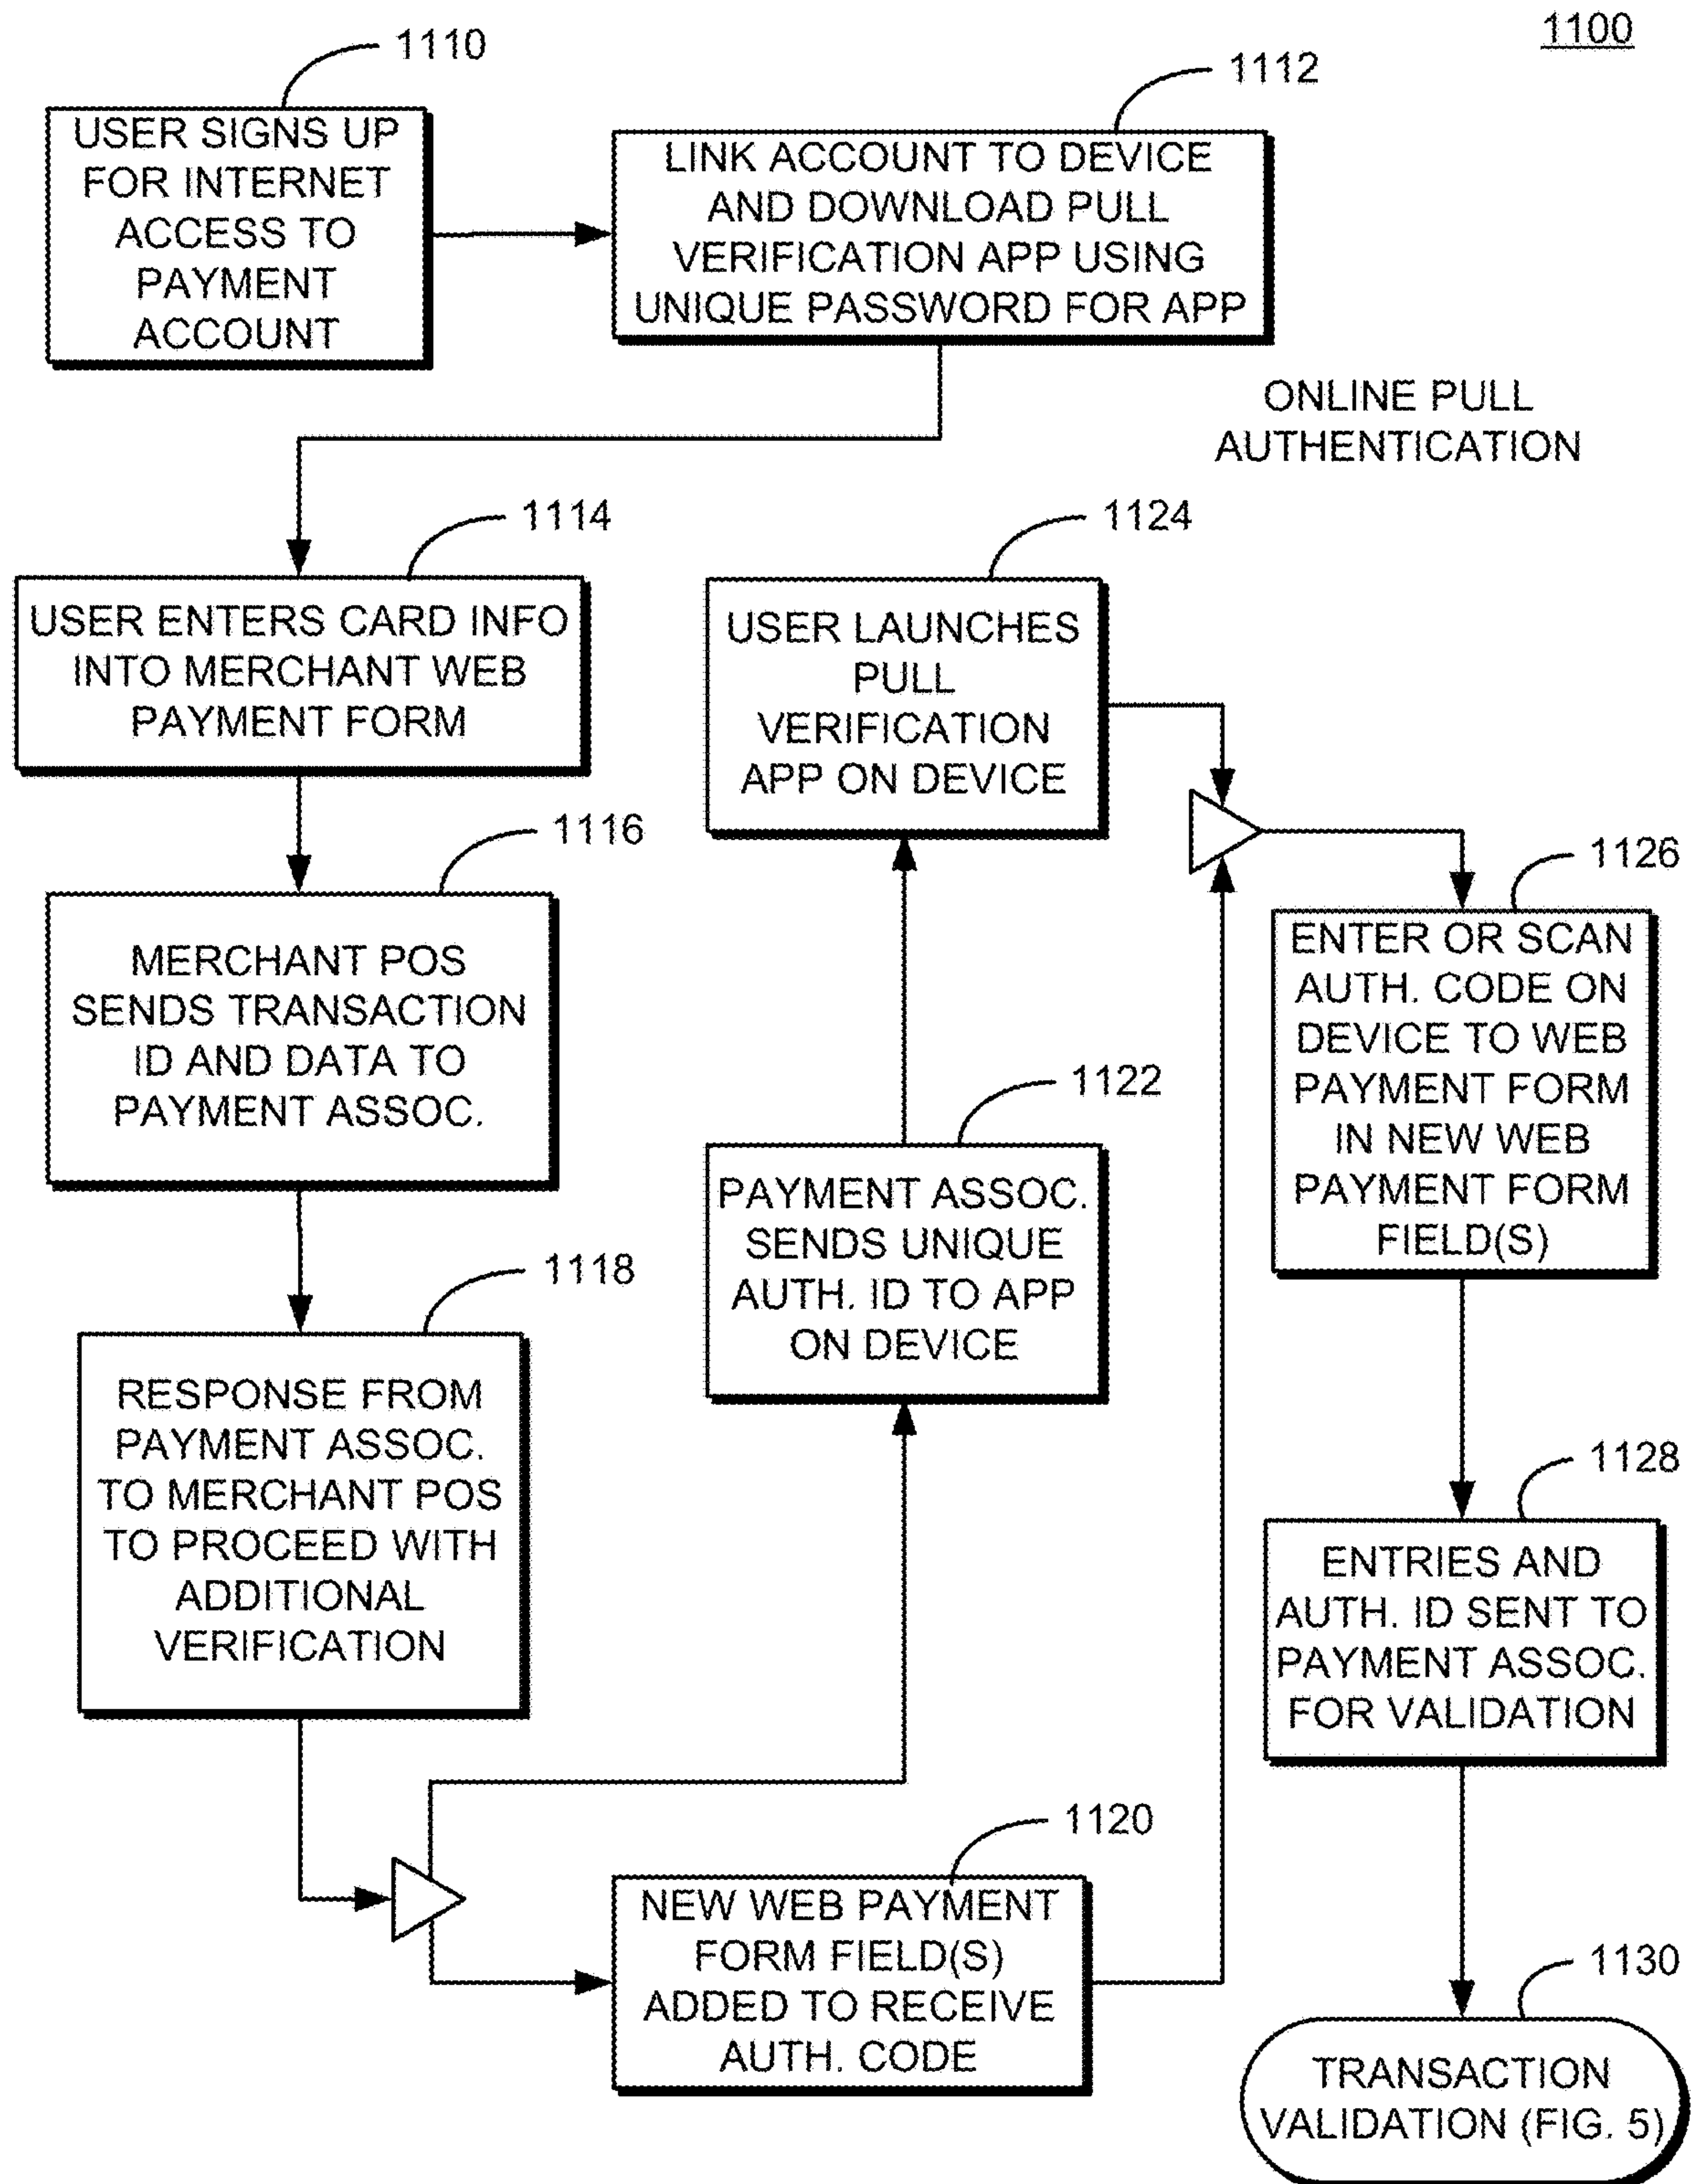 1100
1110
USER SIGNS UP
FOR INTERNET
ACCESS TO
PAYMENT
ACCOUNT
1112
LINK ACCOUNT TO DEVICE
AND DOWNLOAD PULL
VERIFICATION APP USING
UNIQUE PASSWORD FOR APP
ONLINE PULL
AUTHENTICATION
1114
USER ENTERS CARD INFO
INTO MERCHANT WEB
PAYMENT FORM
1116
MERCHANT POS
SENDS TRANSACTION
ID AND DATA TO
PAYMENT ASSOC.
1118
RESPONSE FROM
PAYMENT ASSOC.
TO MERCHANT POS
TO PROCEED WITH
ADDITIONAL
VERIFICATION
1120
NEW WEB PAYMENT
FORM FIELD(S)
ADDED TO RECEIVE
AUTH. CODE
1122
PAYMENT ASSOC.
SENDS UNIQUE
AUTH. ID TO APP
ON DEVICE
1124
USER LAUNCHES
PULL
VERIFICATION
APP ON DEVICE
1126
ENTER OR SCAN
AUTH. CODE ON
DEVICE TO WEB
PAYMENT FORM
IN NEW WEB
PAYMENT FORM
FIELD(S)
1128
ENTRIES AND
AUTH. ID SENT TO
PAYMENT ASSOC.
FOR VALIDATION
1130
TRANSACTION
VALIDATION (FIG. 5)